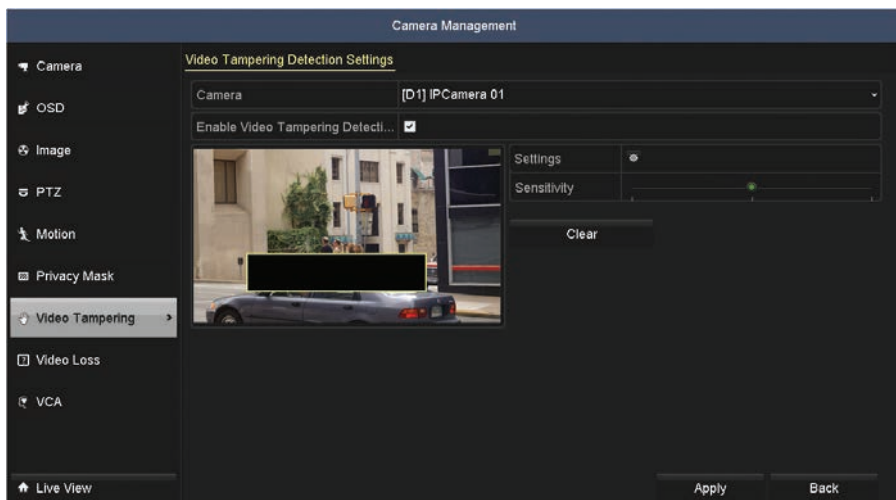 Camera Management
Camera
OSD
Image
PTZ
Motion
Privacy Mask
Video Tampering
Video Loss
VCA
Live View
Video Tampering Detection Settings
Camera [D1] IPCamera 01
Enable Video Tampering Detecti...
Settings
Sensitivity
Clear
Apply Back